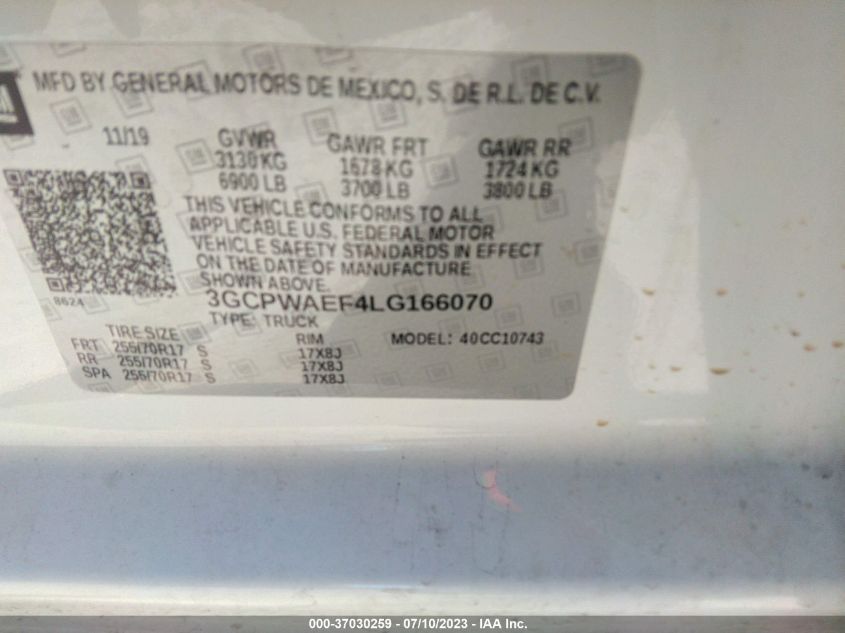 GM
MFD BY GENERAL MOTORS DE MEXICO, S. DE R.L. DE C.V.
11/19 GVWR GAWR FRT GAWR RR
3130 KG 1678 KG 1724 KG
6900 LB 3700 LB 3800 LB
THIS VEHICLE CONFORMS TO ALL
APPLICABLE U.S. FEDERAL MOTOR
VEHICLE SAFETY STANDARDS IN EFFECT
ON THE DATE OF MANUFACTURE
SHOWN ABOVE.
8624
3GCPWAEF4LG166070
TYPE: TRUCK
TIRE SIZE RIM MODEL: 40CC10743
FRT 255/70R17 S 17X8J
RR 255/70R17 S 17X8J
SPA 255/70R17 S 17X8J
000-37030259 - 07/10/2023 - IAA Inc.